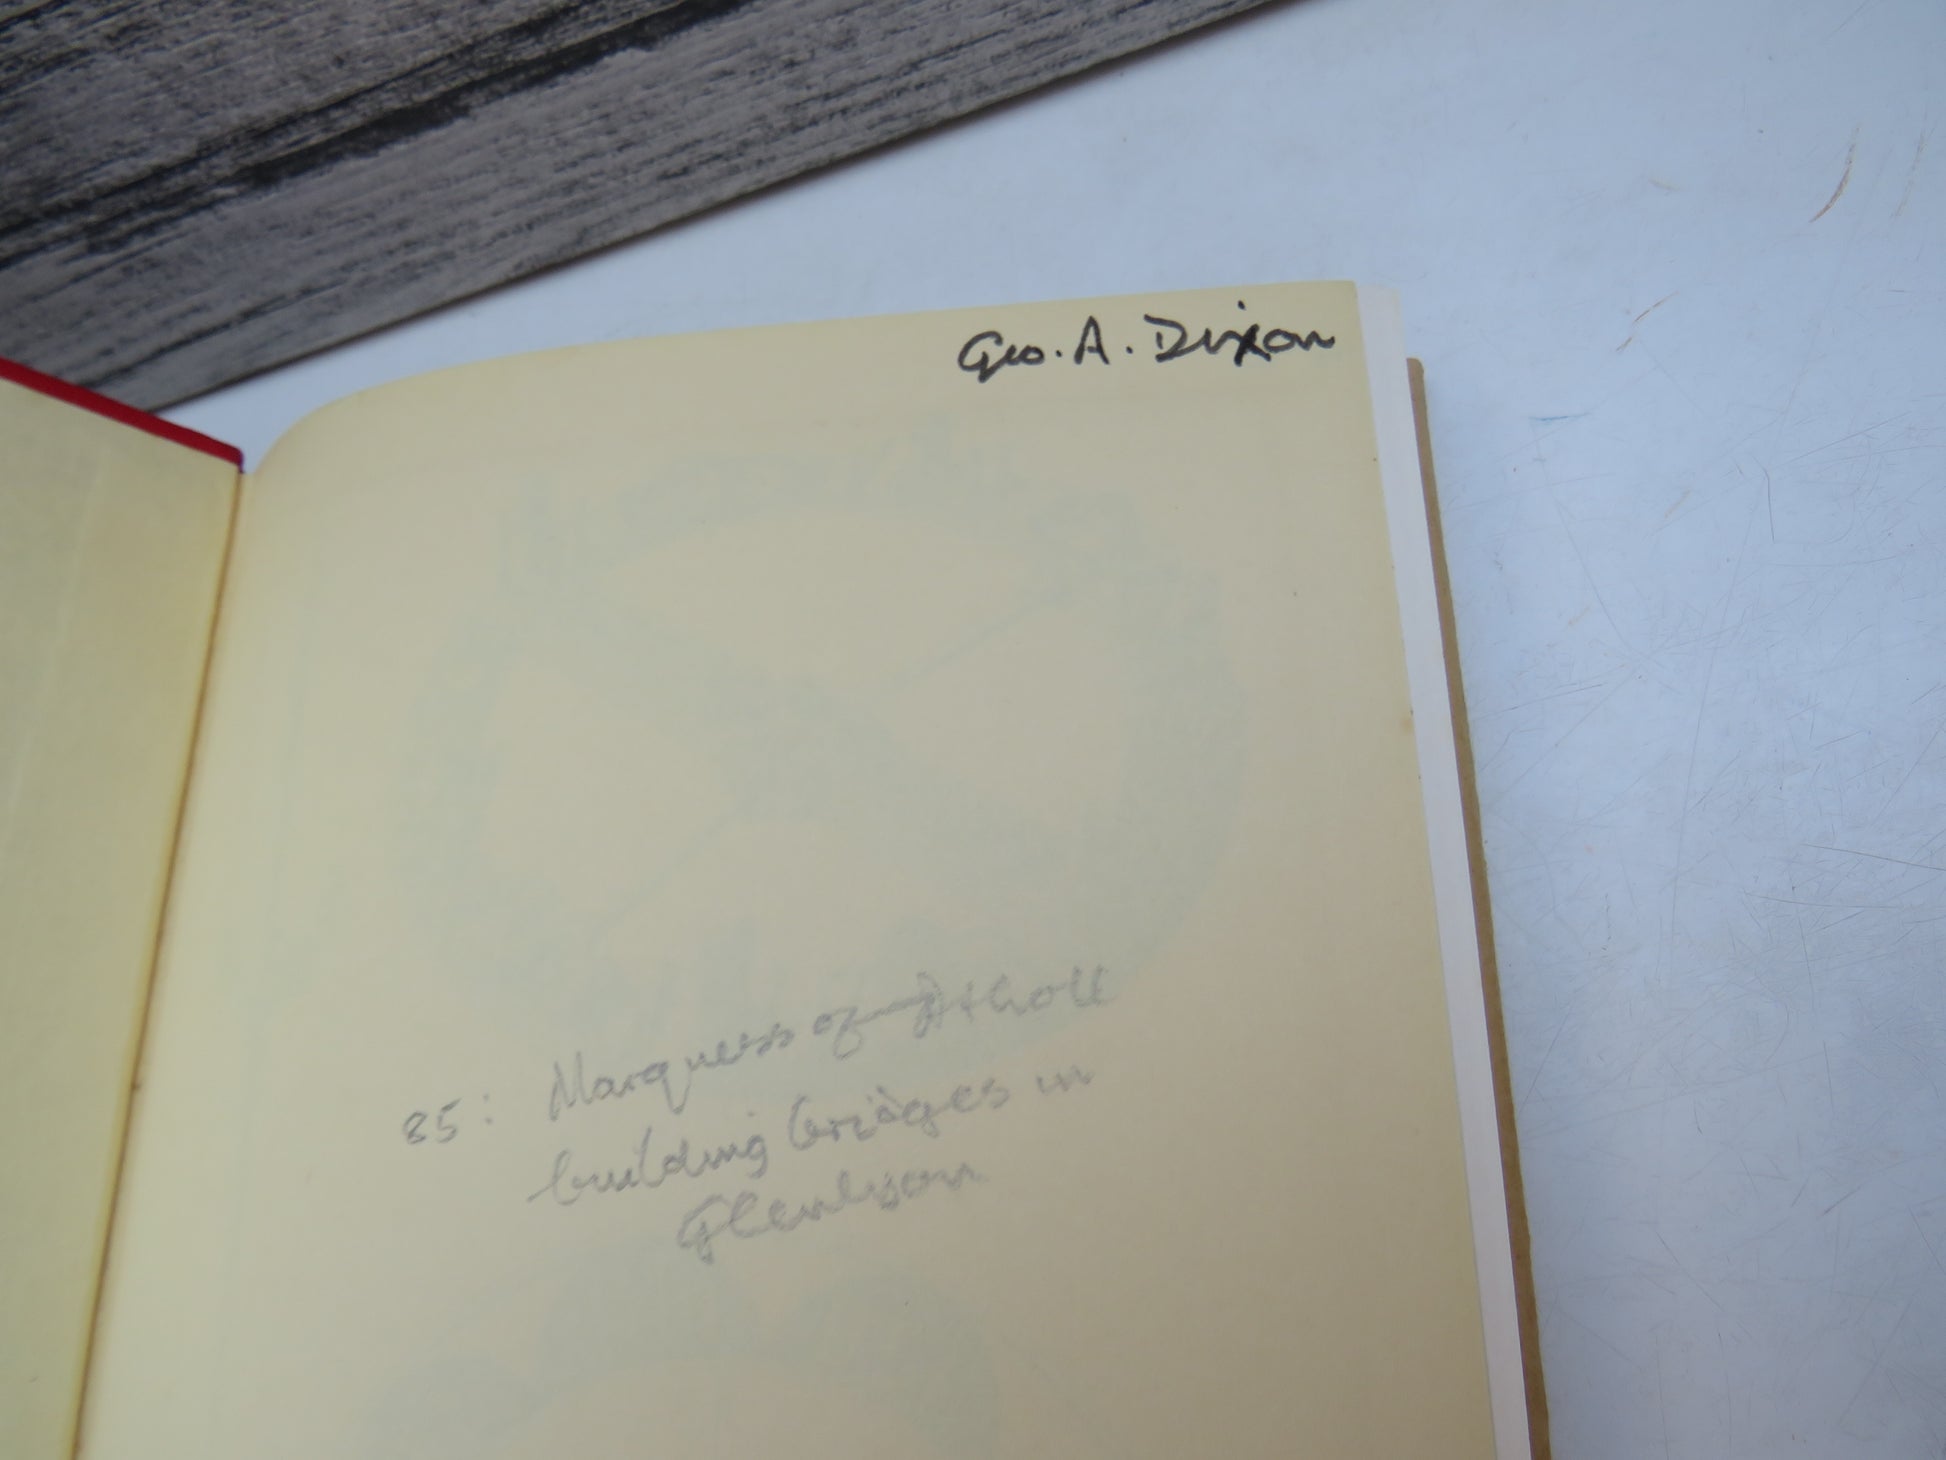 Geo. A. Dixon
85: Marquess of Atholl
building bridges in
Glenlyon